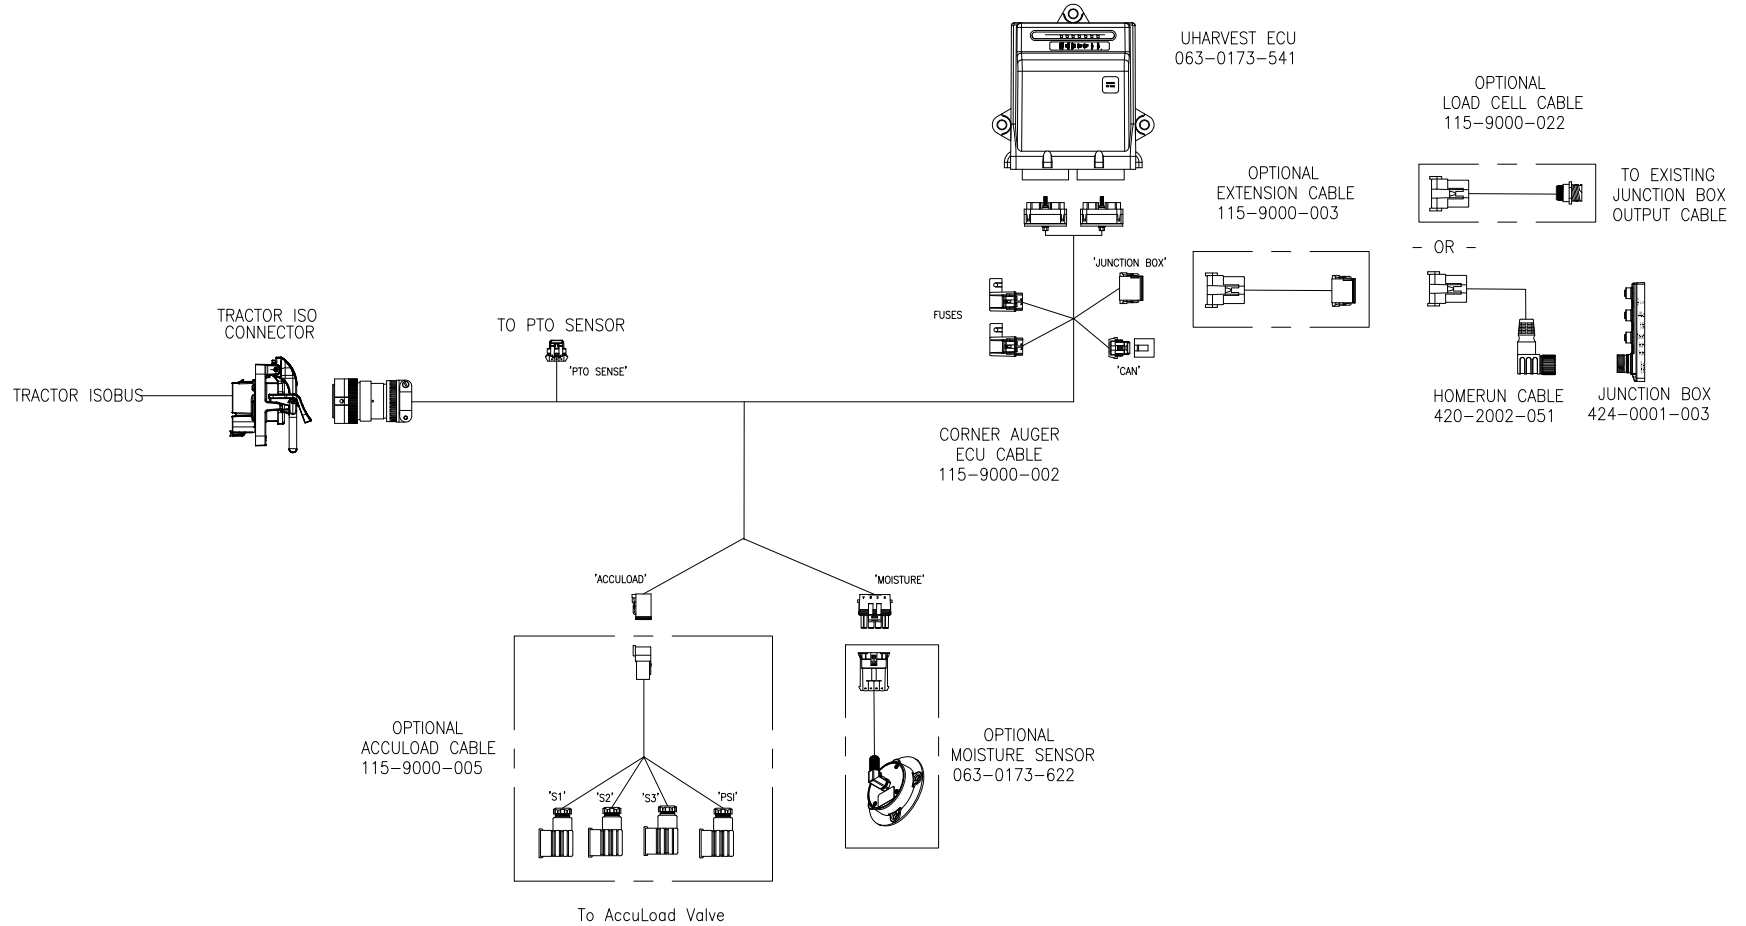 UHARVEST ECU
063-0173-541
OPTIONAL
LOAD CELL CABLE
115-9000-022
OPTIONAL
EXTENSION CABLE
115-9000-003
TO EXISTING
JUNCTION BOX
OUTPUT CABLE
- OR -
'JUNCTION BOX'
FUSES
'CAN'
TRACTOR ISO
CONNECTOR
TO PTO SENSOR
'PTO SENSE'
TRACTOR ISOBUS
HOMERUN CABLE
420-2002-051
JUNCTION BOX
424-0001-003
CORNER AUGER
ECU CABLE
115-9000-002
'ACCULOAD'
'MOISTURE'
OPTIONAL
ACCULOAD CABLE
115-9000-005
OPTIONAL
MOISTURE SENSOR
063-0173-622
'S1'
'S2'
'S3'
'PSI'
To AccuLoad Valve